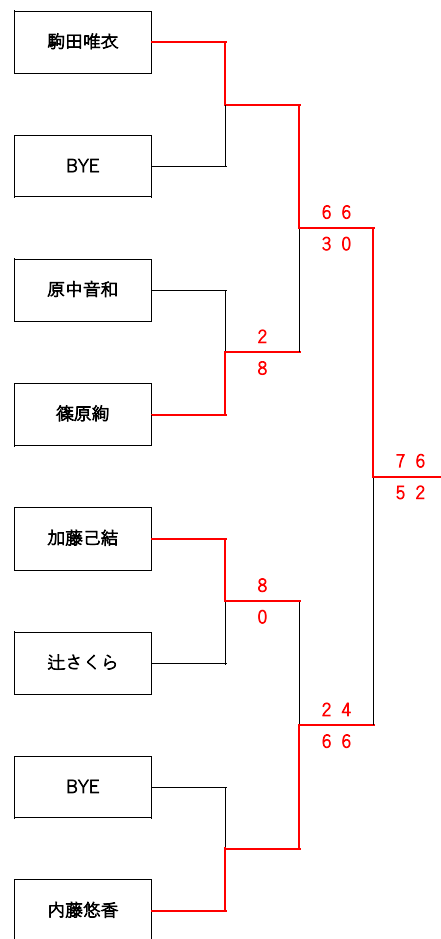 駒田唯衣
BYE
6 6
3 0
原中音和
2
8
篠原絢
7 6
5 2
加藤己結
8
0
辻さくら
2 4
6 6
BYE
内藤悠香